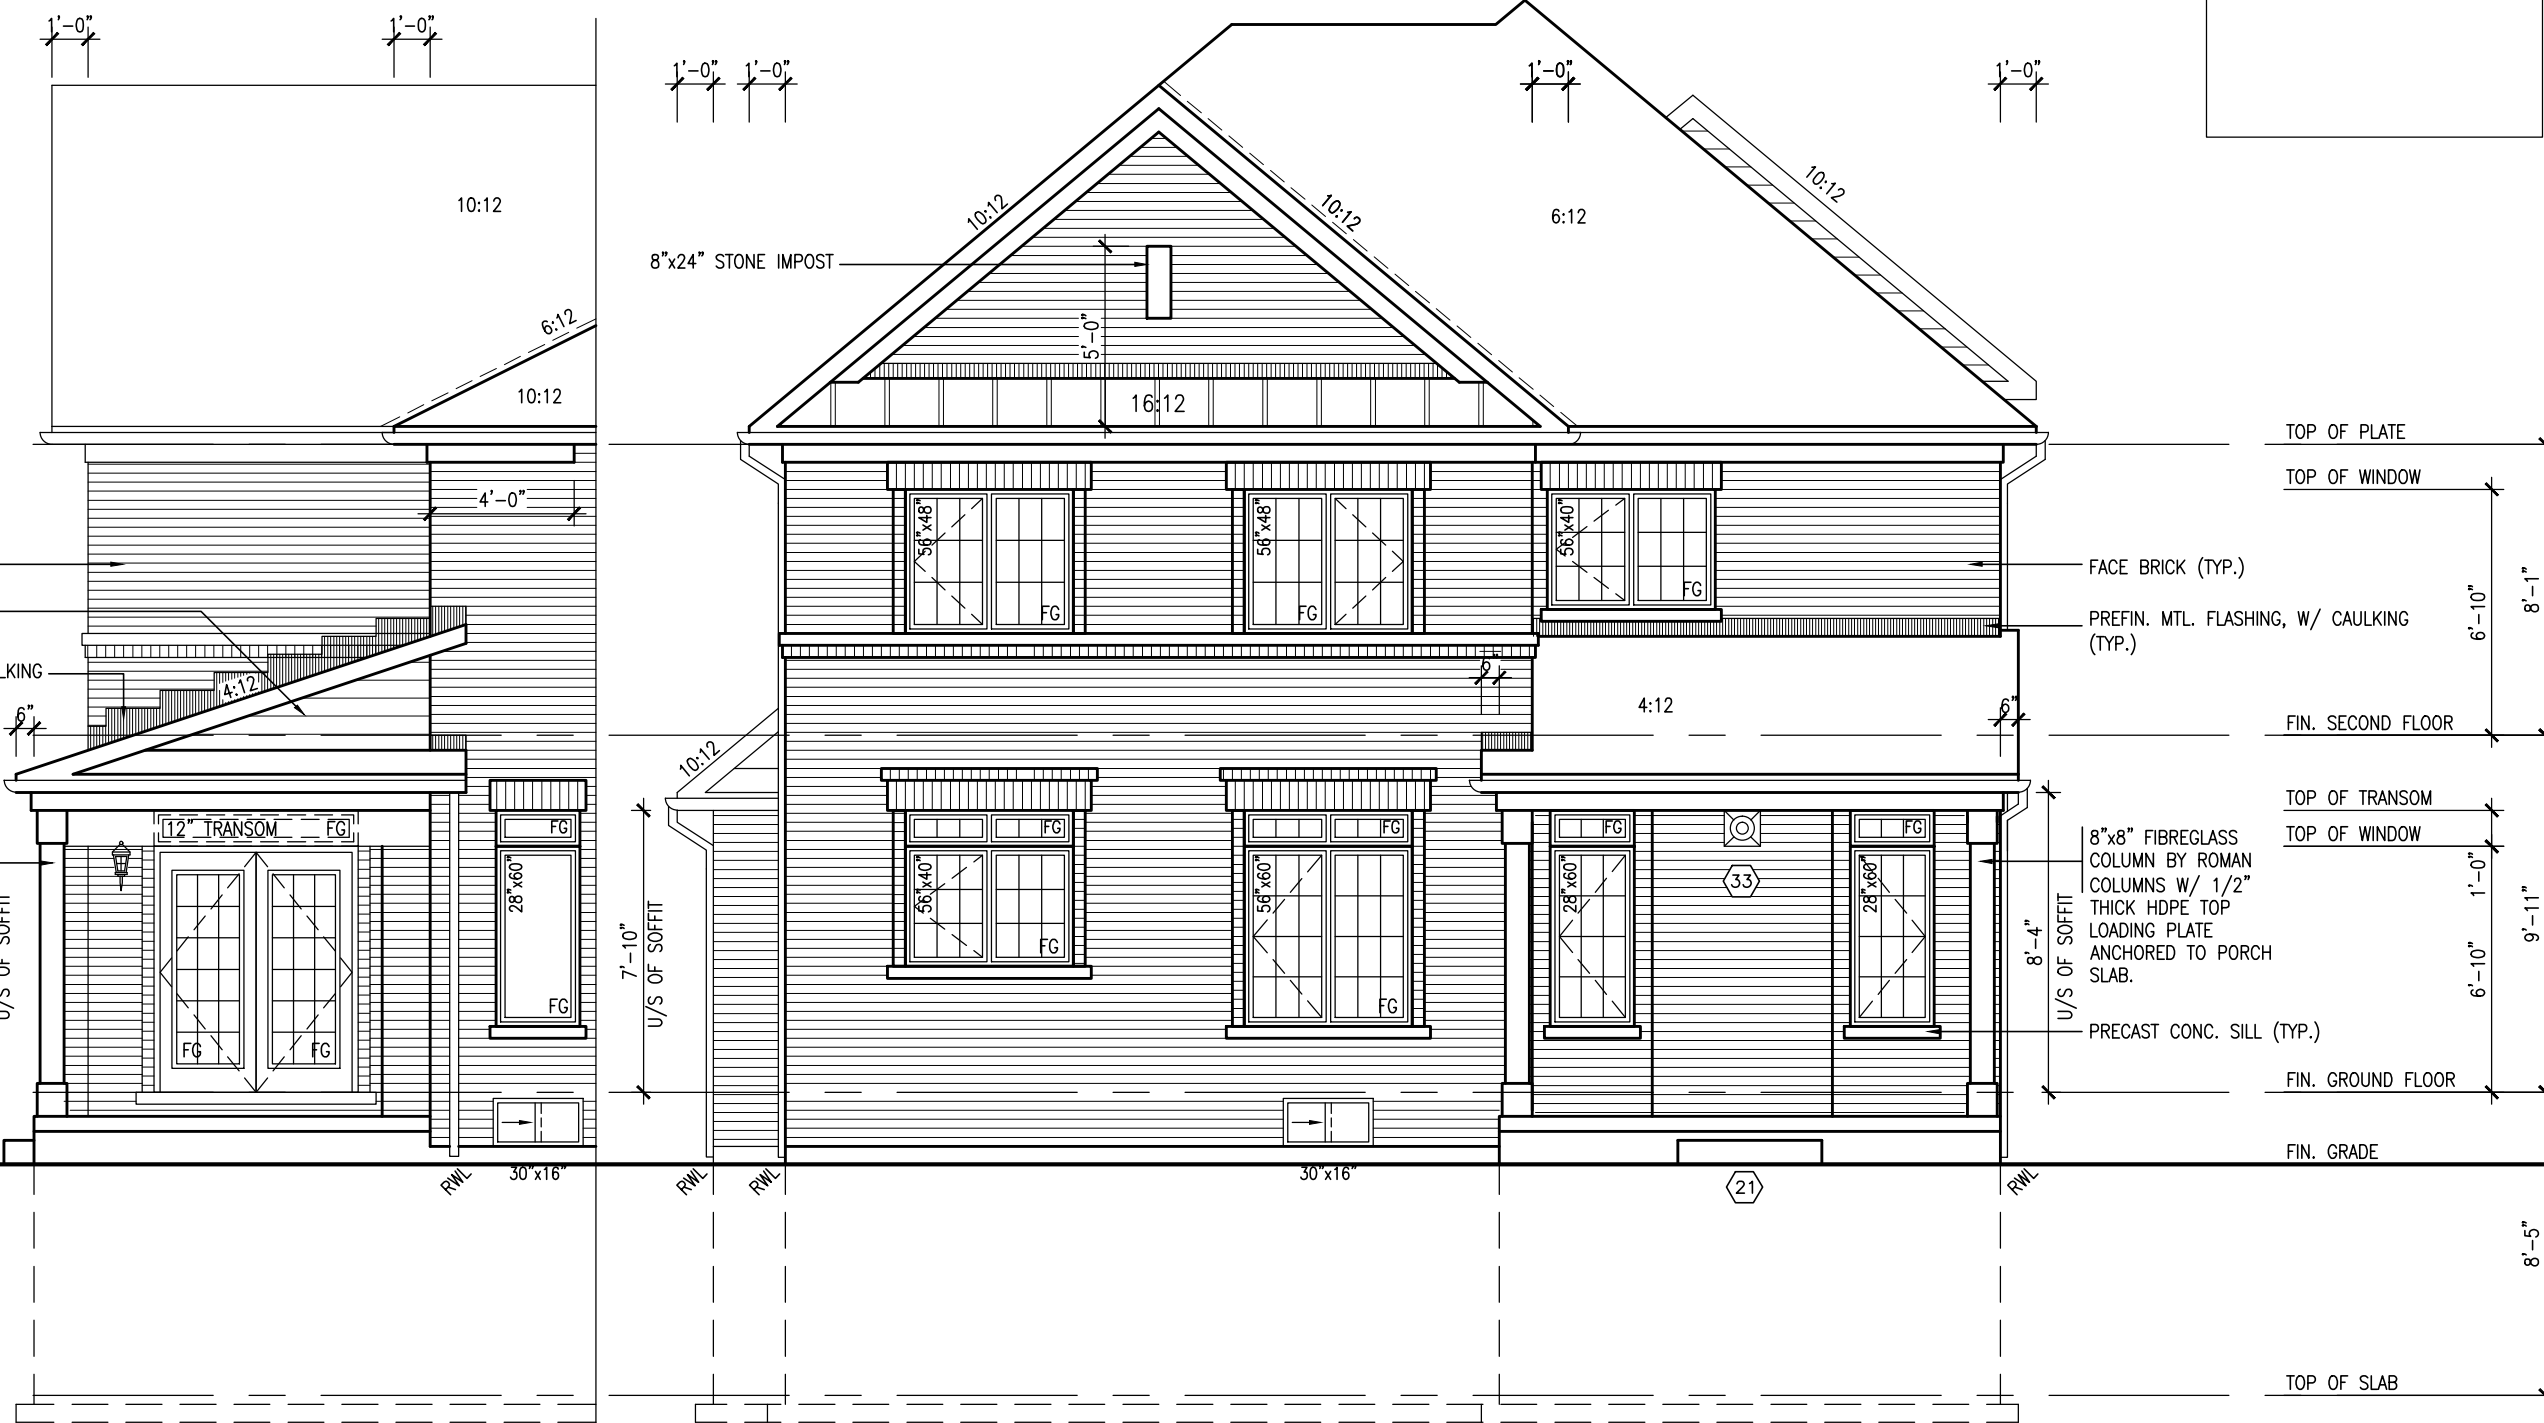 1'-0"
1'-0"
1'-0"
1'-0"
1'-0"
1'-0"
10:12
6:12
10:12
10:12
10:12
6:12
10:12
8"x24" STONE IMPOST
5'-0"
16:12
TOP OF PLATE
TOP OF WINDOW
4'-0"
56"x48"
FG
56"x48"
FG
56"x40"
FG
FACE BRICK (TYP.)
PREFIN. MTL. FLASHING, W/ CAULKING
(TYP.)
6'-10"
8'-1"
LKING
4:12
6"
6"
4:12
6"
FIN. SECOND FLOOR
10:12
TOP OF TRANSOM
TOP OF WINDOW
12" TRANSOM
FG
FG
FG
28"x60"
FG
FG
U/S OF SOFFIT
7'-10"
U/S OF SOFFIT
FG
56"x40"
FG
FG
56"x60"
FG
FG
28"x60"
33
FG
28"x60"
8'-4"
U/S OF SOFFIT
8"x8" FIBREGLASS
COLUMN BY ROMAN
COLUMNS W/ 1/2"
THICK HDPE TOP
LOADING PLATE
ANCHORED TO PORCH
SLAB.
1'-0"
6'-10"
9'-11"
PRECAST CONC. SILL (TYP.)
FIN. GROUND FLOOR
FIN. GRADE
RWL
30"x16"
RWL
RWL
30"x16"
21
RWL
8'-5"
TOP OF SLAB